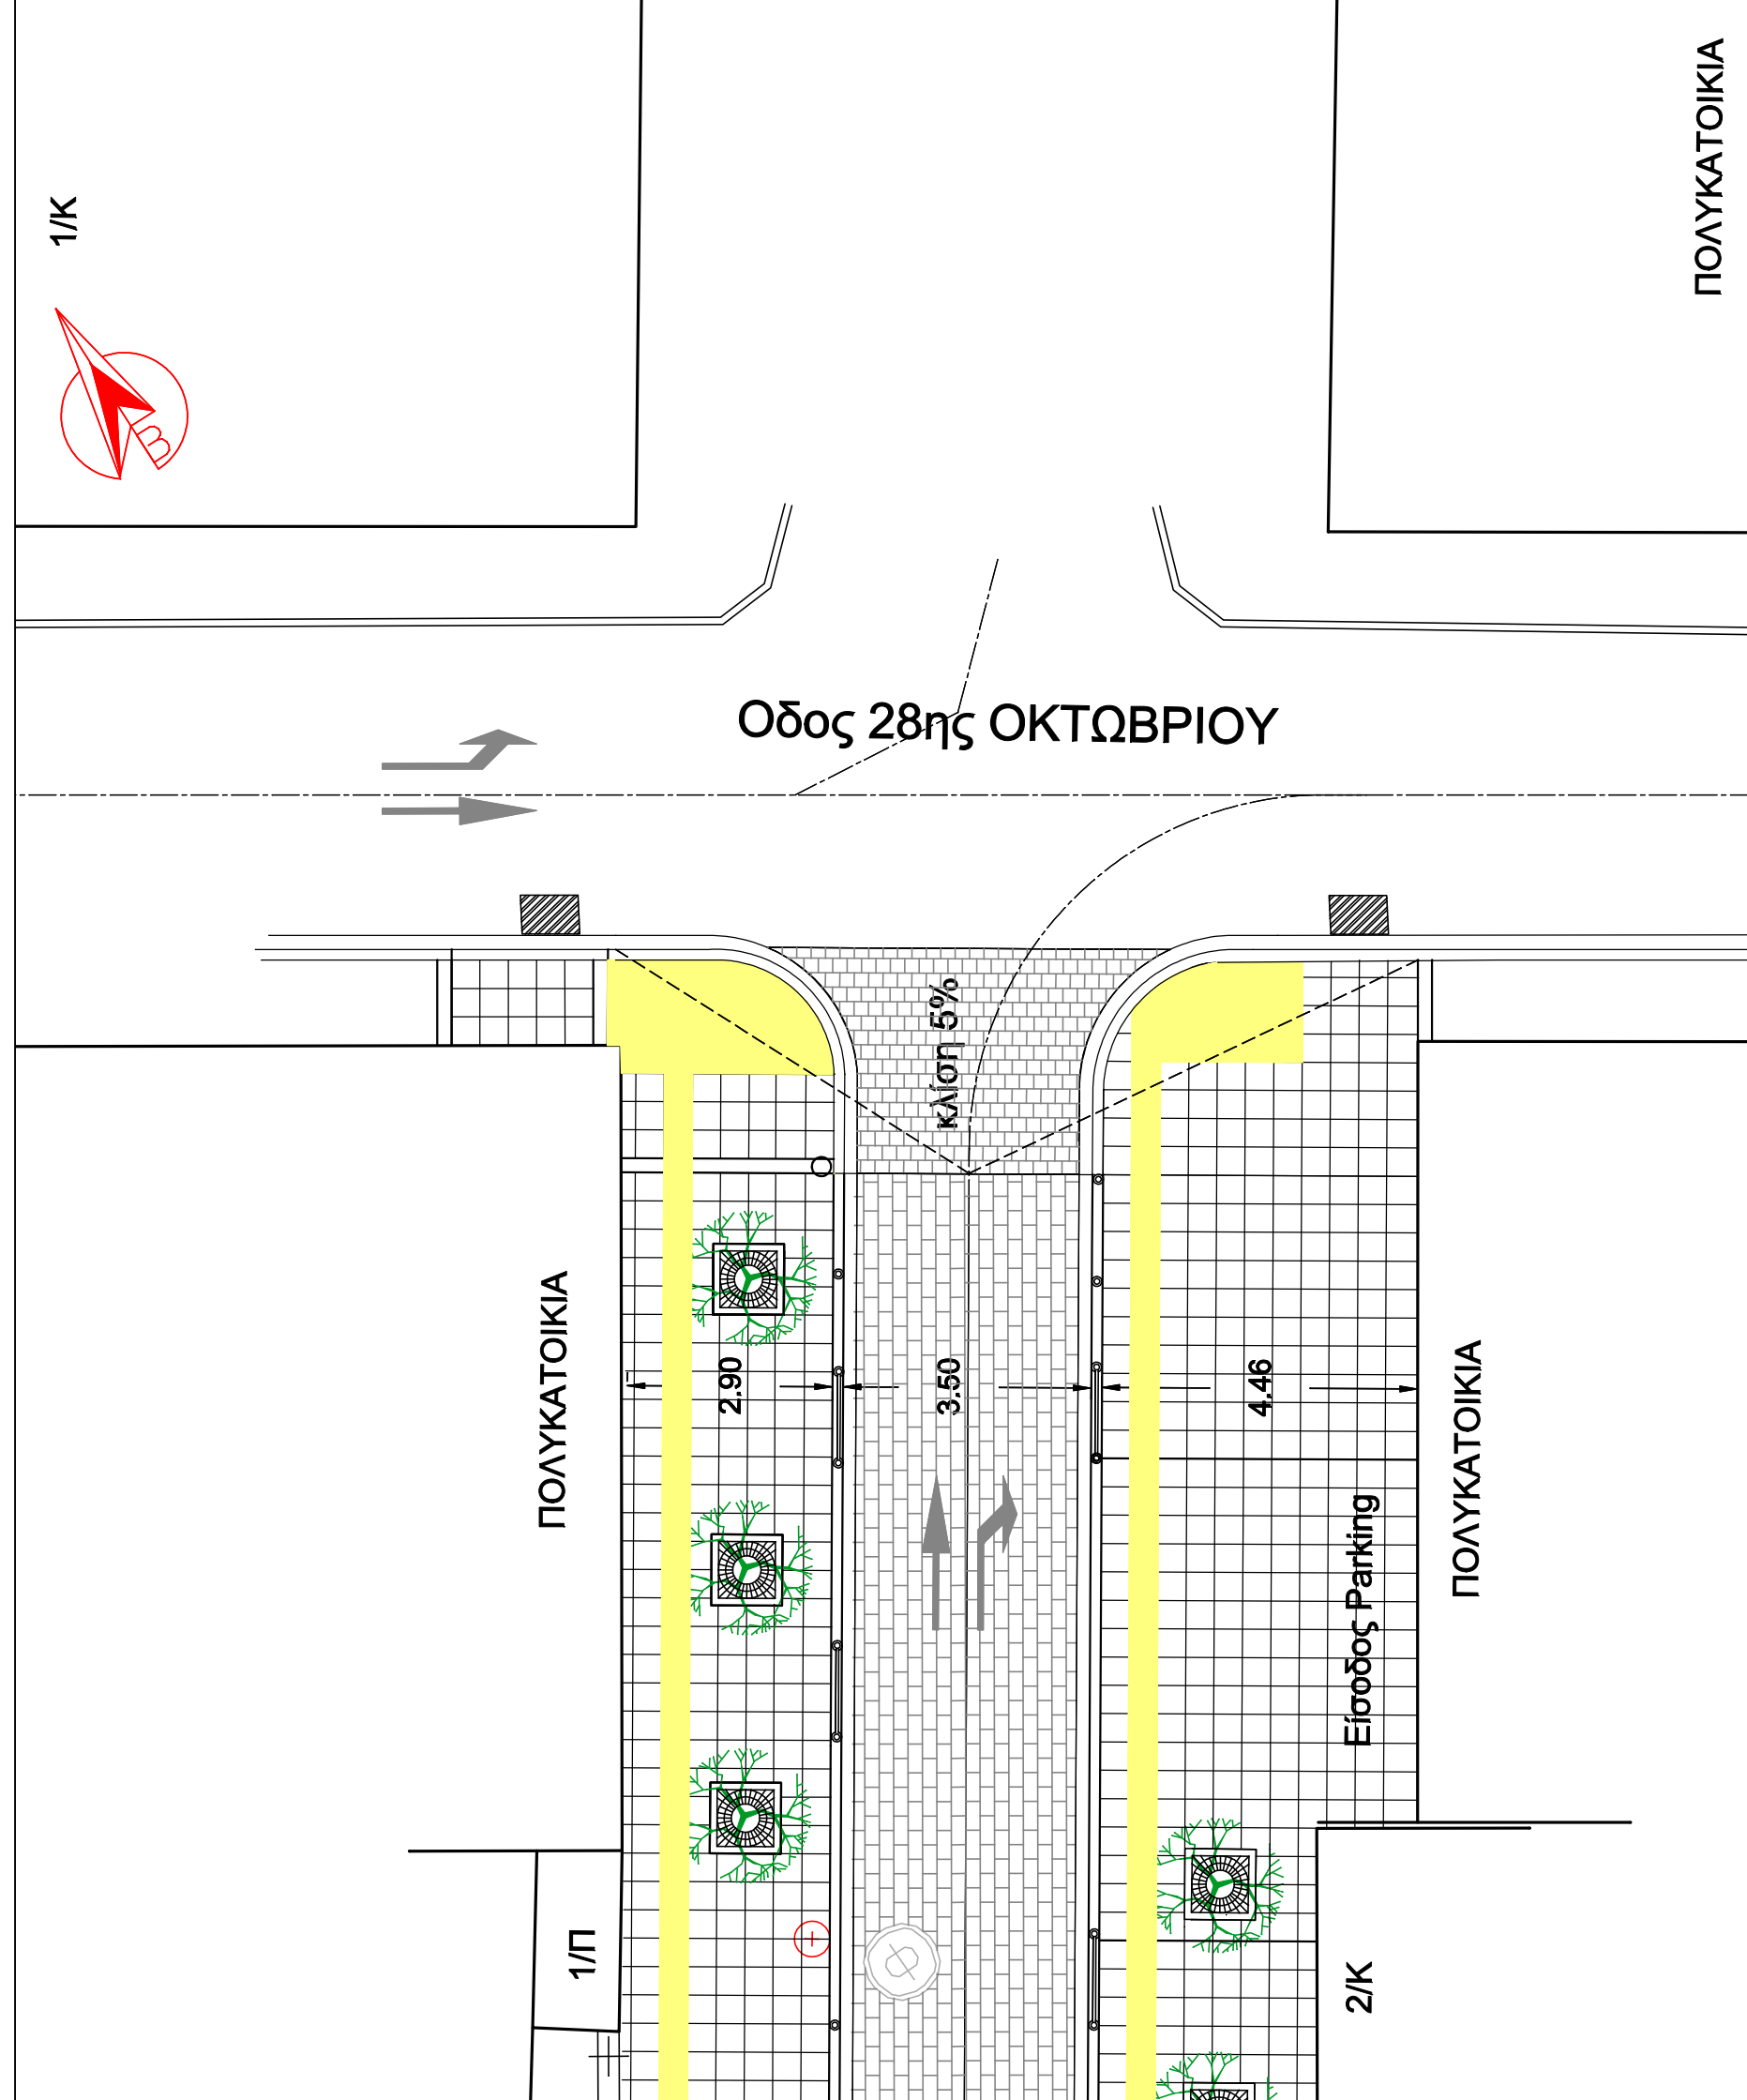 ΠΟΛΥΚΑΤΟΙΚΙΑ
1/Κ
Β
Οδος 28ης ΟΚΤΩΒΡΙΟΥ
κλίση 5%
ΠΟΛΥΚΑΤΟΙΚΙΑ
2.90
3.50
4.46
ΠΟΛΥΚΑΤΟΙΚΙΑ
Είσοδος Parking
1/Π
2/Κ